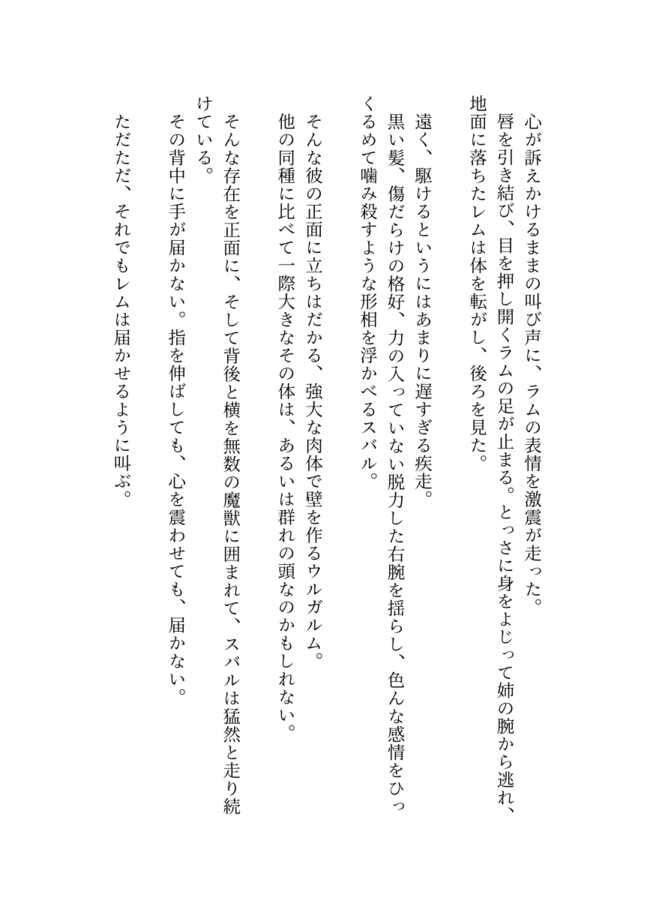 心が訴えかけるままの叫び声に、ラムの表情を激震が走った。
唇を引き結び、目を押し開くラムの足が止まる。とっさに身をよじって姉の腕から逃れ、
地面に落ちたレムは体を転がし、後ろを見た。
遠く、駆けるというにはあまりに遅すぎる疾走。
黒い髪、傷だらけの格好、力の入っていない脱力した右腕を揺らし、色んな感情をひっ
くるめて噛み殺すような形相を浮かべるスバル。
そんな彼の正面に立ちはだかる、強大な肉体で壁を作るウルガルム。
他の同種に比べて一際大きなその体は、あるいは群れの頭なのかもしれない。
そんな存在を正面に、そして背後と横を無数の魔獣に囲まれて、スバルは猛然と走り続
けている。
その背中に手が届かない。指を伸ばしても、心を震わせても、届かない。
ただただ、それでもレムは届かせるように叫ぶ。